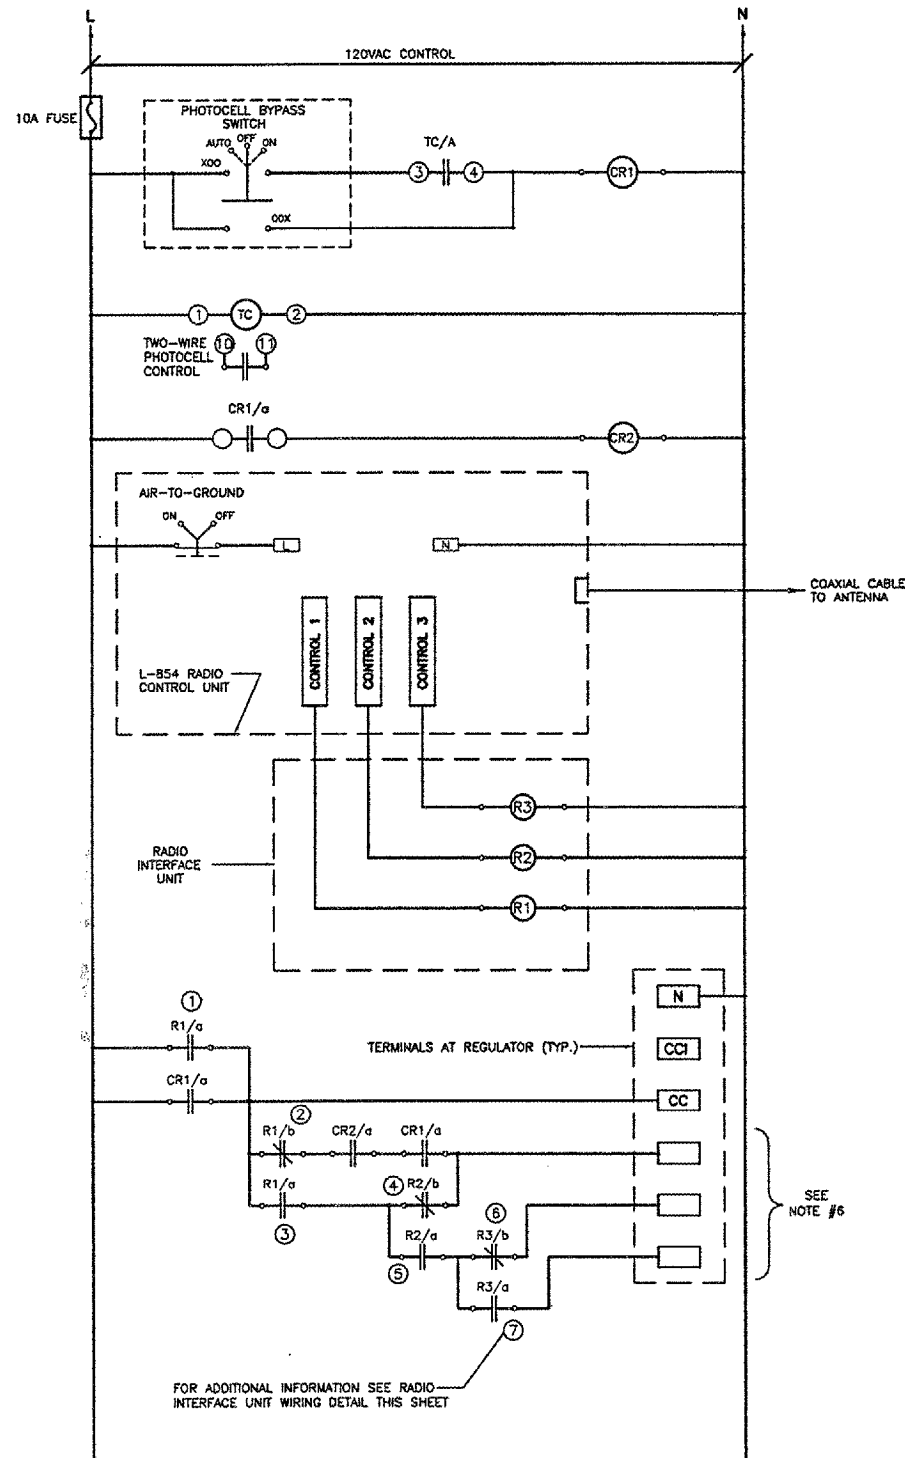 L
N
120VAC CONTROL
10A FUSE
PHOTOCELL BYPASS
SWITCH
AUTO OFF ON
XOO
TC/A
3 4
CR1
OOX
1 TC 2
TWO-WIRE
PHOTOCELL
CONTROL
10 11
CR1/a
CR2
AIR-TO-GROUND
ON OFF
L
N
COAXIAL CABLE
TO ANTENNA
CONTROL 1
CONTROL 2
CONTROL 3
L-854 RADIO
CONTROL UNIT
R3
RADIO
INTERFACE
UNIT
R2
R1
N
1
R1/a
TERMINALS AT REGULATOR (TYP.)
CCI
CR1/a
CC
2
R1/b CR2/a CR1/a
R1/a
4 R2/b
3
6
SEE
NOTE #6
R2/a R3/b
5
R3/a
7
FOR ADDITIONAL INFORMATION SEE RADIO
INTERFACE UNIT WIRING DETAIL THIS SHEET